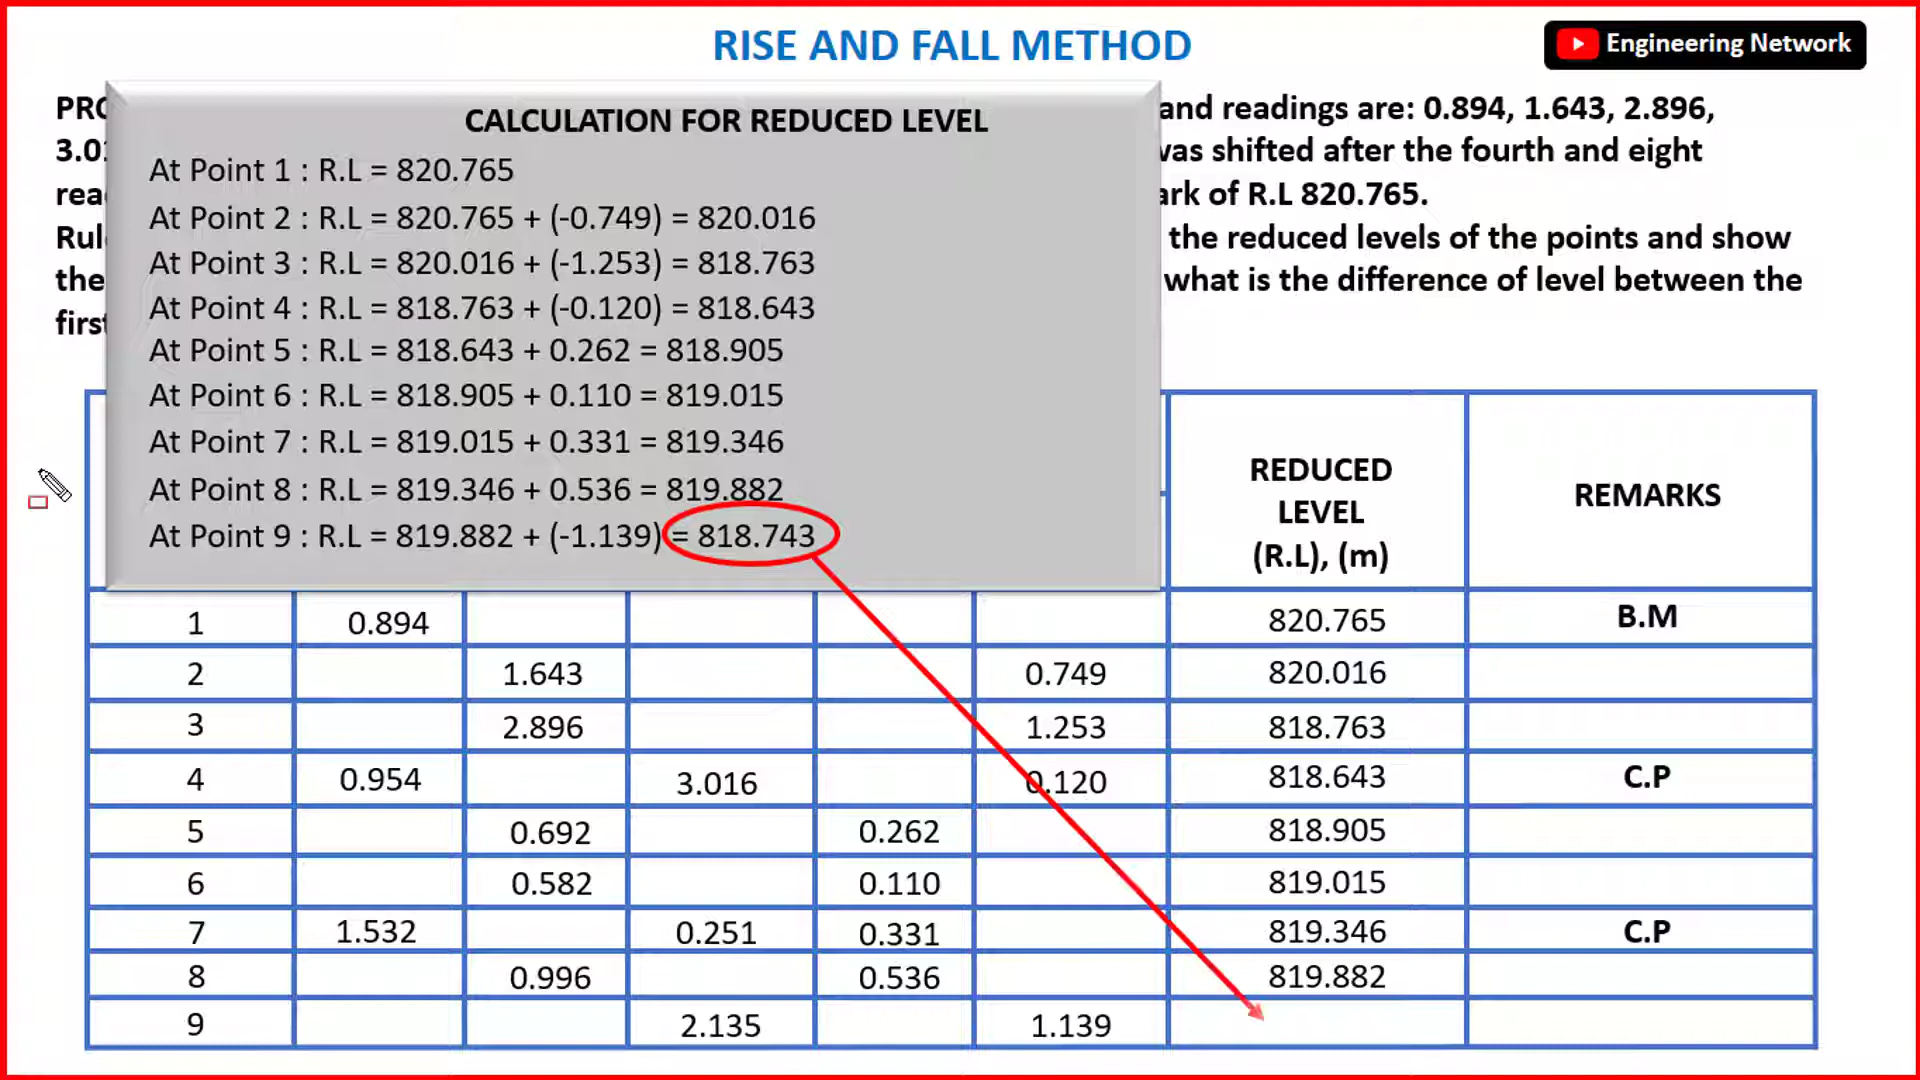 RISE AND FALL METHOD
Engineering Network
and readings are: 0.894, 1.643, 2.896,
was shifted after the fourth and eight
R.L 820.765.
the reduced levels of the points and show
the
what is the difference of level between the
first
CALCULATION FOR REDUCED LEVEL
At Point 1 : R.L = 820.765
At Point 2 : R.L = 820.765 + (-0.749) = 820.016
At Point 3 : R.L = 820.016 + (-1.253) = 818.763
At Point 4 : R.L = 818.763 + (-0.120) = 818.643
At Point 5 : R.L = 818.643 + 0.262 = 818.905
At Point 6 : R.L = 818.905 + 0.110 = 819.015
At Point 7 : R.L = 819.015 + 0.331 = 819.346
At Point 8 : R.L = 819.346 + 0.536 = 819.882
At Point 9 : R.L = 819.882 + (-1.139) = 818.743
REDUCED
LEVEL
(R.L), (m)
REMARKS
1 0.894 820.765 B.M
2 1.643 0.749 820.016
3 2.896 1.253 818.763
4 0.954 3.016 0.120 818.643 C.P
5 0.692 0.262 818.905
6 0.582 0.110 819.015
7 1.532 0.251 0.331 819.346 C.P
8 0.996 0.536 819.882
9 2.135 1.139